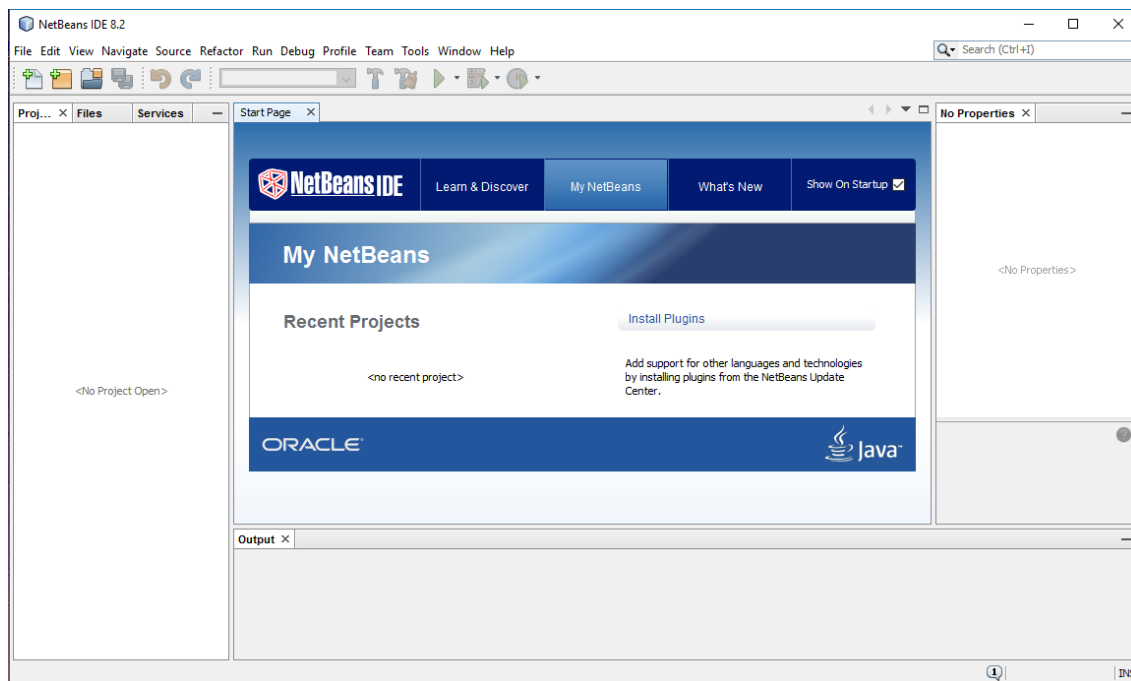 NetBeans IDE 8.2
File Edit View Navigate Source Refactor Run Debug Profile Team Tools Window Help
Search (Ctrl+I)
Proj... Files Services
Start Page
No Properties
NetBeans IDE
Learn & Discover
My NetBeans
What's New
Show On Startup
My NetBeans
Recent Projects
<no recent project>
Install Plugins
Add support for other languages and technologies
by installing plugins from the NetBeans Update
Center.
ORACLE
Java™
<No Project Open>
<No Properties>
?
Output
1
INS